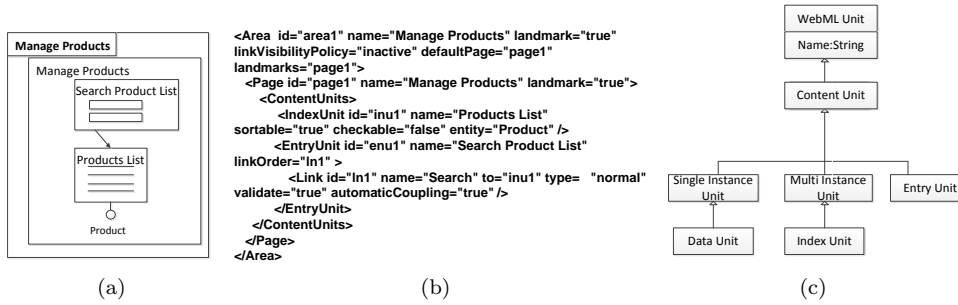 Manage Products
Manage Products
Search Product List
Products List
Product
(a)
<Area id="area1" name="Manage Products" landmark="true"
linkVisibilityPolicy="inactive" defaultPage="page1"
landmarks="page1">
<Page id="page1" name="Manage Products" landmark="true">
<ContentUnits>
<IndexUnit id="inu1" name="Products List"
sortable="true" checkable="false" entity="Product" />
<EntryUnit id="enu1" name="Search Product List"
linkOrder="ln1" >
<Link id="ln1" name="Search" to="inu1" type= "normal"
validate="true" automaticCoupling="true" />
</EntryUnit>
</ContentUnits>
</Page>
</Area>
(b)
WebML Unit
Name:String
Content Unit
Single Instance
Unit
Multi Instance
Unit
Entry Unit
Data Unit
Index Unit
(c)